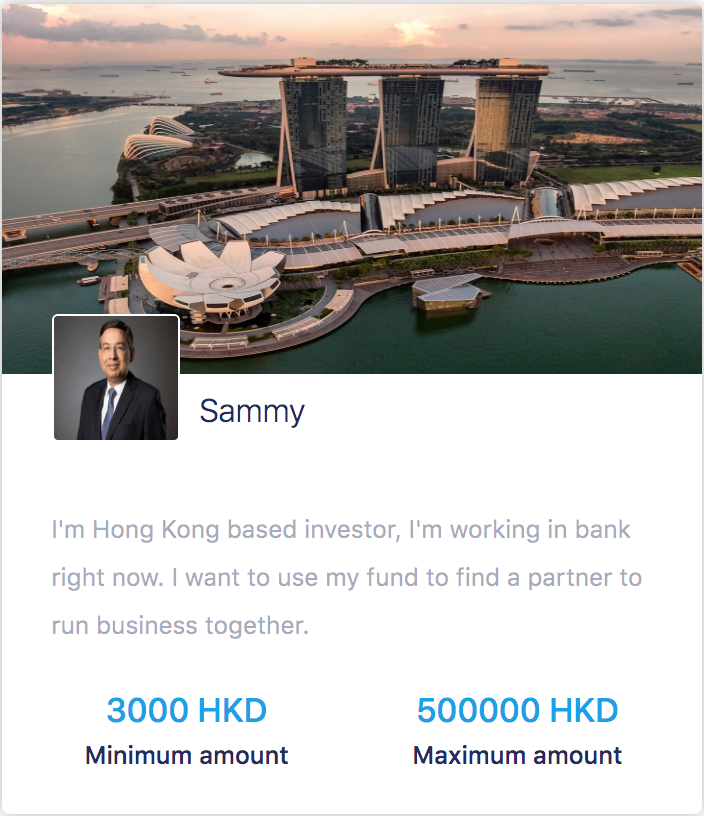 Sammy
I'm Hong Kong based investor, I'm working in bank
right now. I want to use my fund to find a partner to
run business together.
3000 HKD
500000 HKD
Minimum amount
Maximum amount